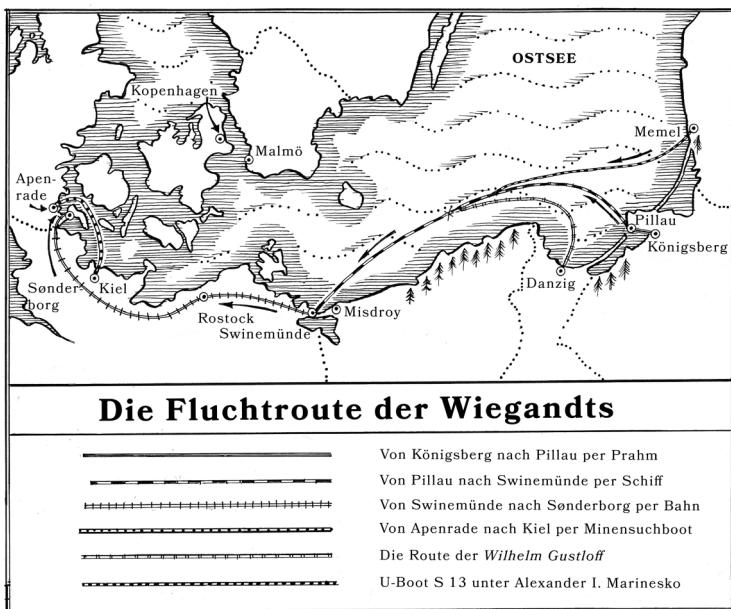 OSTSEE
Kopenhagen
Memel
Malmö
Apen-
rade
Pillau
Königsberg
Sønder-
borg
Kiel
Danzig
Misdroy
Rostock
Swinemünde
Die Fluchtroute der Wiegandts
Von Königsberg nach Pillau per Prahm
Von Pillau nach Swinemünde per Schiff
Von Swinemünde nach Sønderborg per Bahn
Von Apenrade nach Kiel per Minensuchboot
Die Route der Wilhelm Gustloff
U-Boot S 13 unter Alexander I. Marinesko